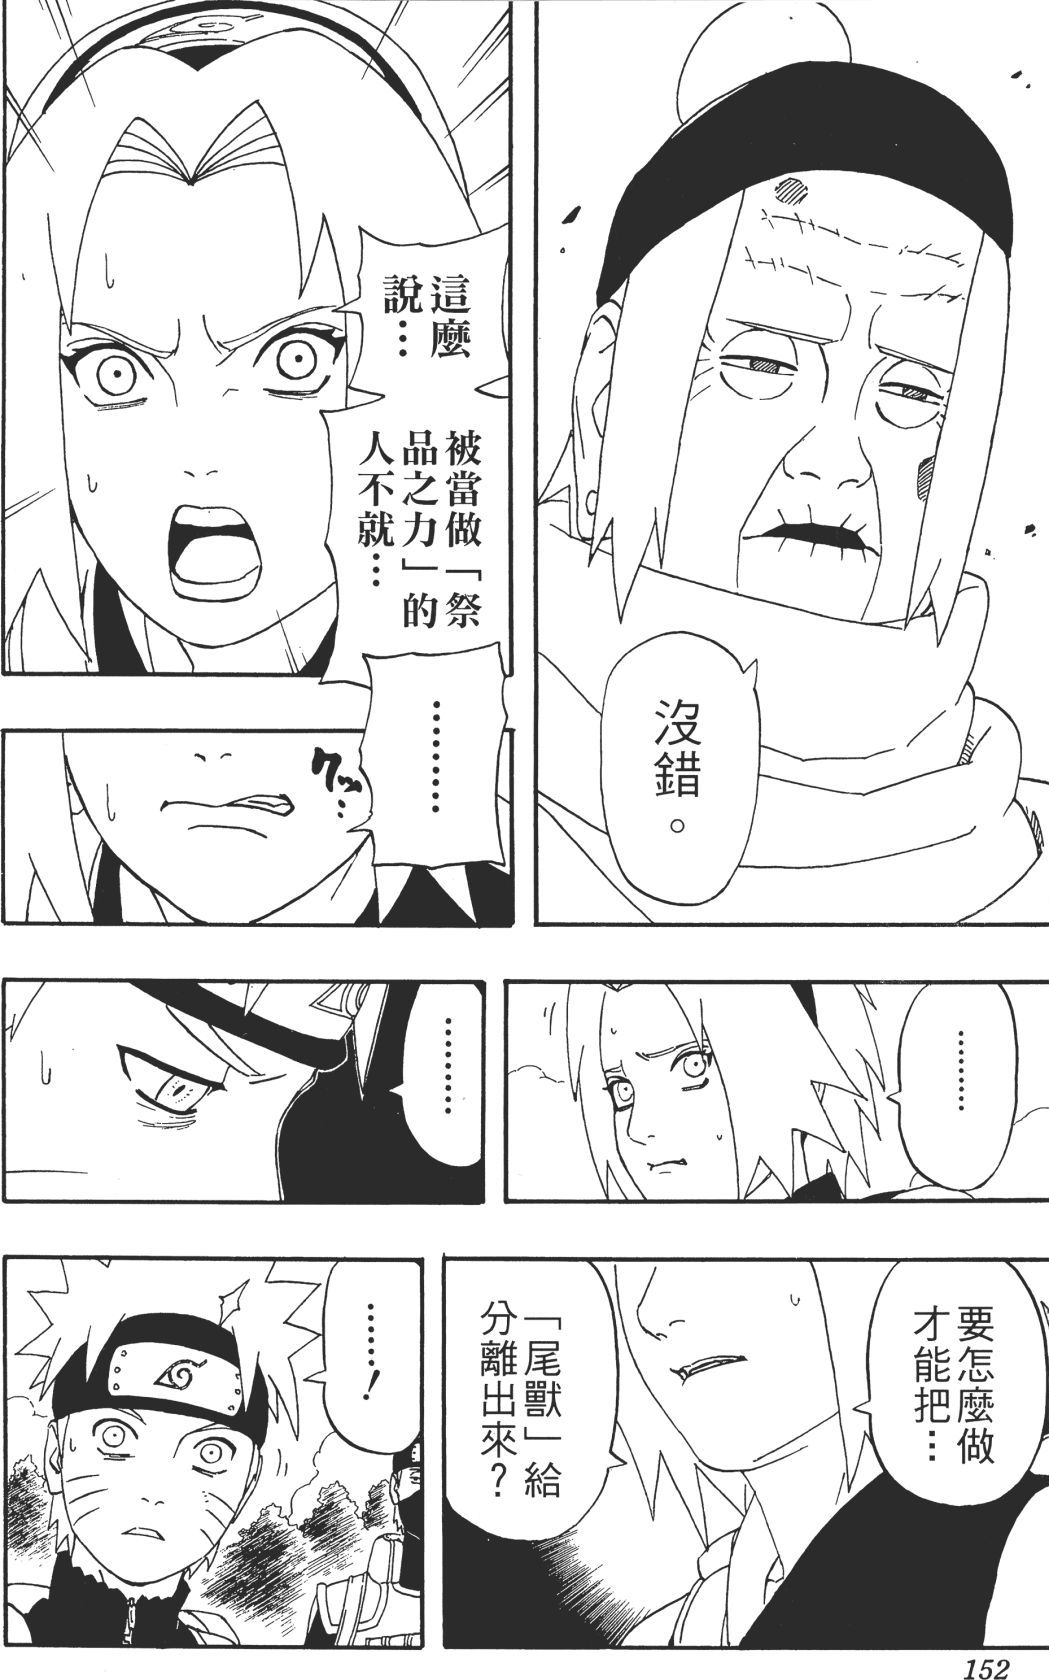 沒錯。
這麼
說…
被當做「祭
品之力」的
人不就…
………
クッ…
………
………
要怎麼做
才能把…
「尾獸」給
分離出來？
……！
152